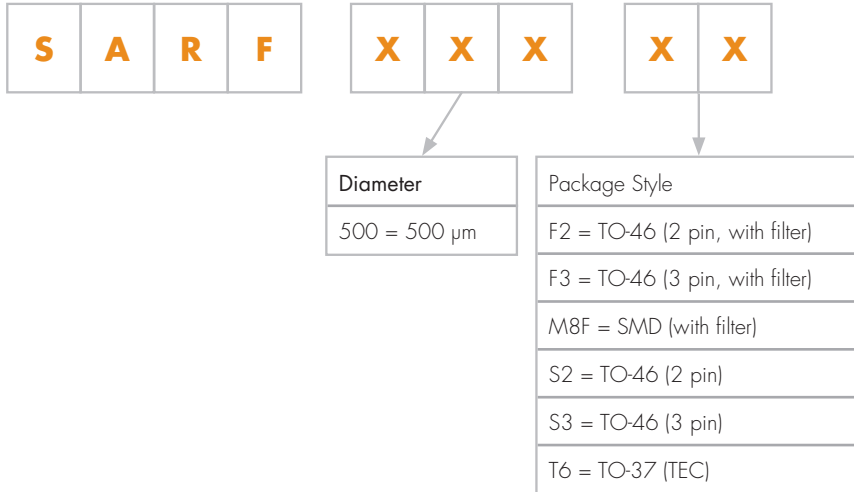 S A R F X X X X X
Diameter
500 = 500 µm
Package Style
F2 = TO-46 (2 pin, with filter)
F3 = TO-46 (3 pin, with filter)
M8F = SMD (with filter)
S2 = TO-46 (2 pin)
S3 = TO-46 (3 pin)
T6 = TO-37 (TEC)